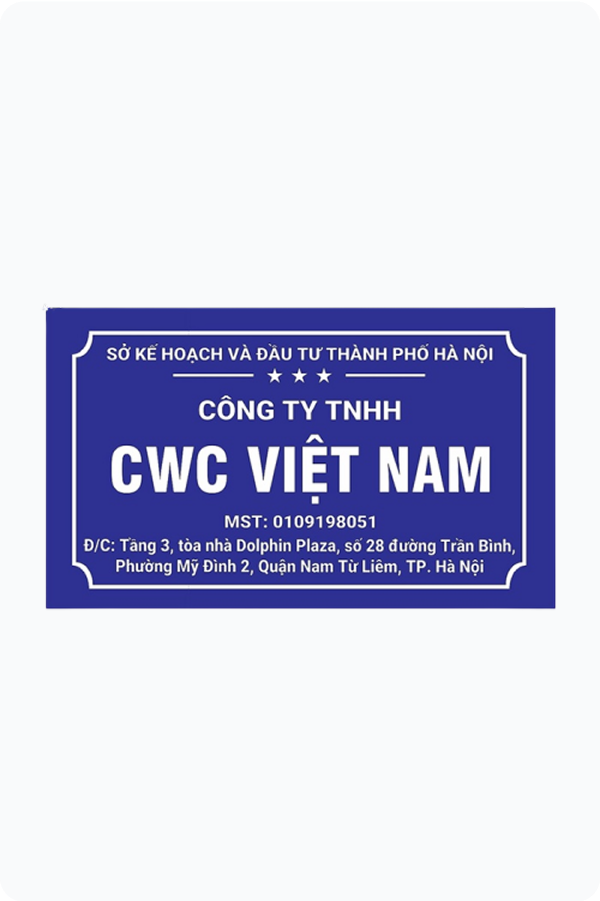 SỞ KẾ HOẠCH VÀ ĐẦU TƯ THÀNH PHỐ HÀ NỘI
CÔNG TY TNHH
CWC VIỆT NAM
MST: 0109198051
Đ/C: Tầng 3, tòa nhà Dolphin Plaza, số 28 đường Trần Bình,
Phường Mỹ Đình 2, Quận Nam Từ Liêm, TP. Hà Nội